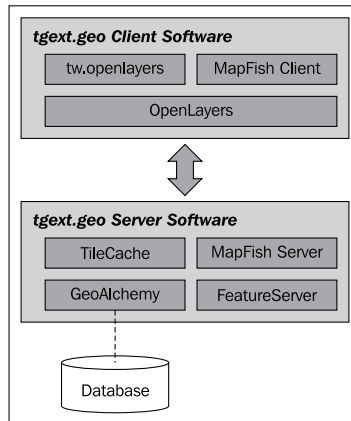 tgext.geo Client Software
tw.openlayers
MapFish Client
OpenLayers
tgext.geo Server Software
TileCache
MapFish Server
GeoAlchemy
FeatureServer
Database